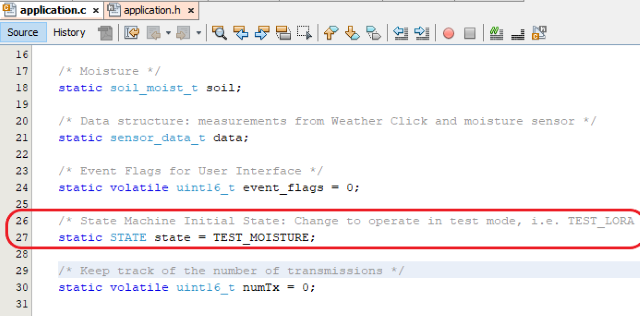 application.c x application.h x
Source History
16
17 /* Moisture */
18 static soil_moist_t soil;
19
20 /* Data structure: measurements from Weather Click and moisture sensor */
21 static sensor_data_t data;
22
23 /* Event Flags for User Interface */
24 static volatile uint16_t event_flags = 0;
25
26 /* State Machine Initial State: Change to operate in test mode, i.e. TEST_LORA
27 static STATE state = TEST_MOISTURE;
28
29 /* Keep track of the number of transmissions */
30 static volatile uint16_t numTx = 0;
31